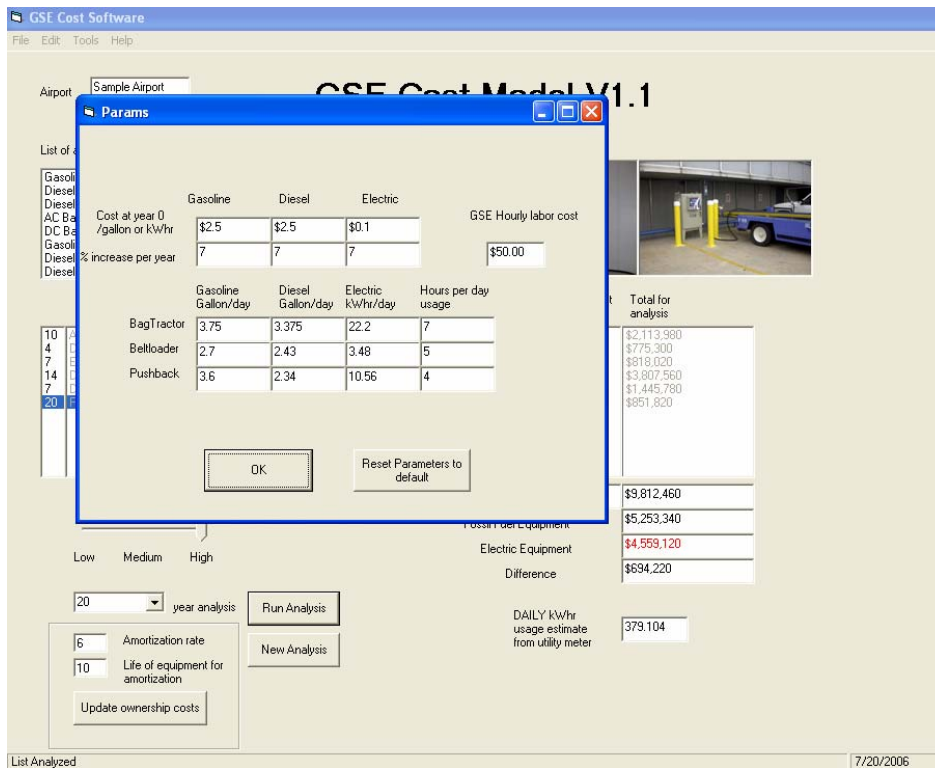 GSE Cost Software
File Edit Tools Help
Airport
Sample Airport
GSE Cost Model V1.1
Params
List of
Gasoli
Diesel
Diesel
AC Ba
DC Ba
Gasoli
Diesel
Diesel
Gasoline Diesel Electric
Cost at year 0
/gallon or kWhr
$2.5 $2.5 $0.1
% increase per year
7 7 7
GSE Hourly labor cost
$50.00
Gasoline
Gallon/day
Diesel
Gallon/day
Electric
kWhr/day
Hours per day
usage
BagTractor 3.75 3.375 22.2 7
Beltloader 2.7 2.43 3.48 5
Pushback 3.6 2.34 10.56 4
OK
Reset Parameters to
default
Total for
analysis
10
4
7
14
7
20
$2,113,980
$775,300
$818,020
$3,807,560
$1,445,780
$851,820
$9,812,460
Fossil Fuel Equipment $5,253,340
Electric Equipment $4,559,120
Difference $694,220
Low Medium High
20 year analysis
Run Analysis
New Analysis
6 Amortization rate
10 Life of equipment for
amortization
Update ownership costs
DAILY kWhr
usage estimate
from utility meter
379.104
List Analyzed
7/20/2006